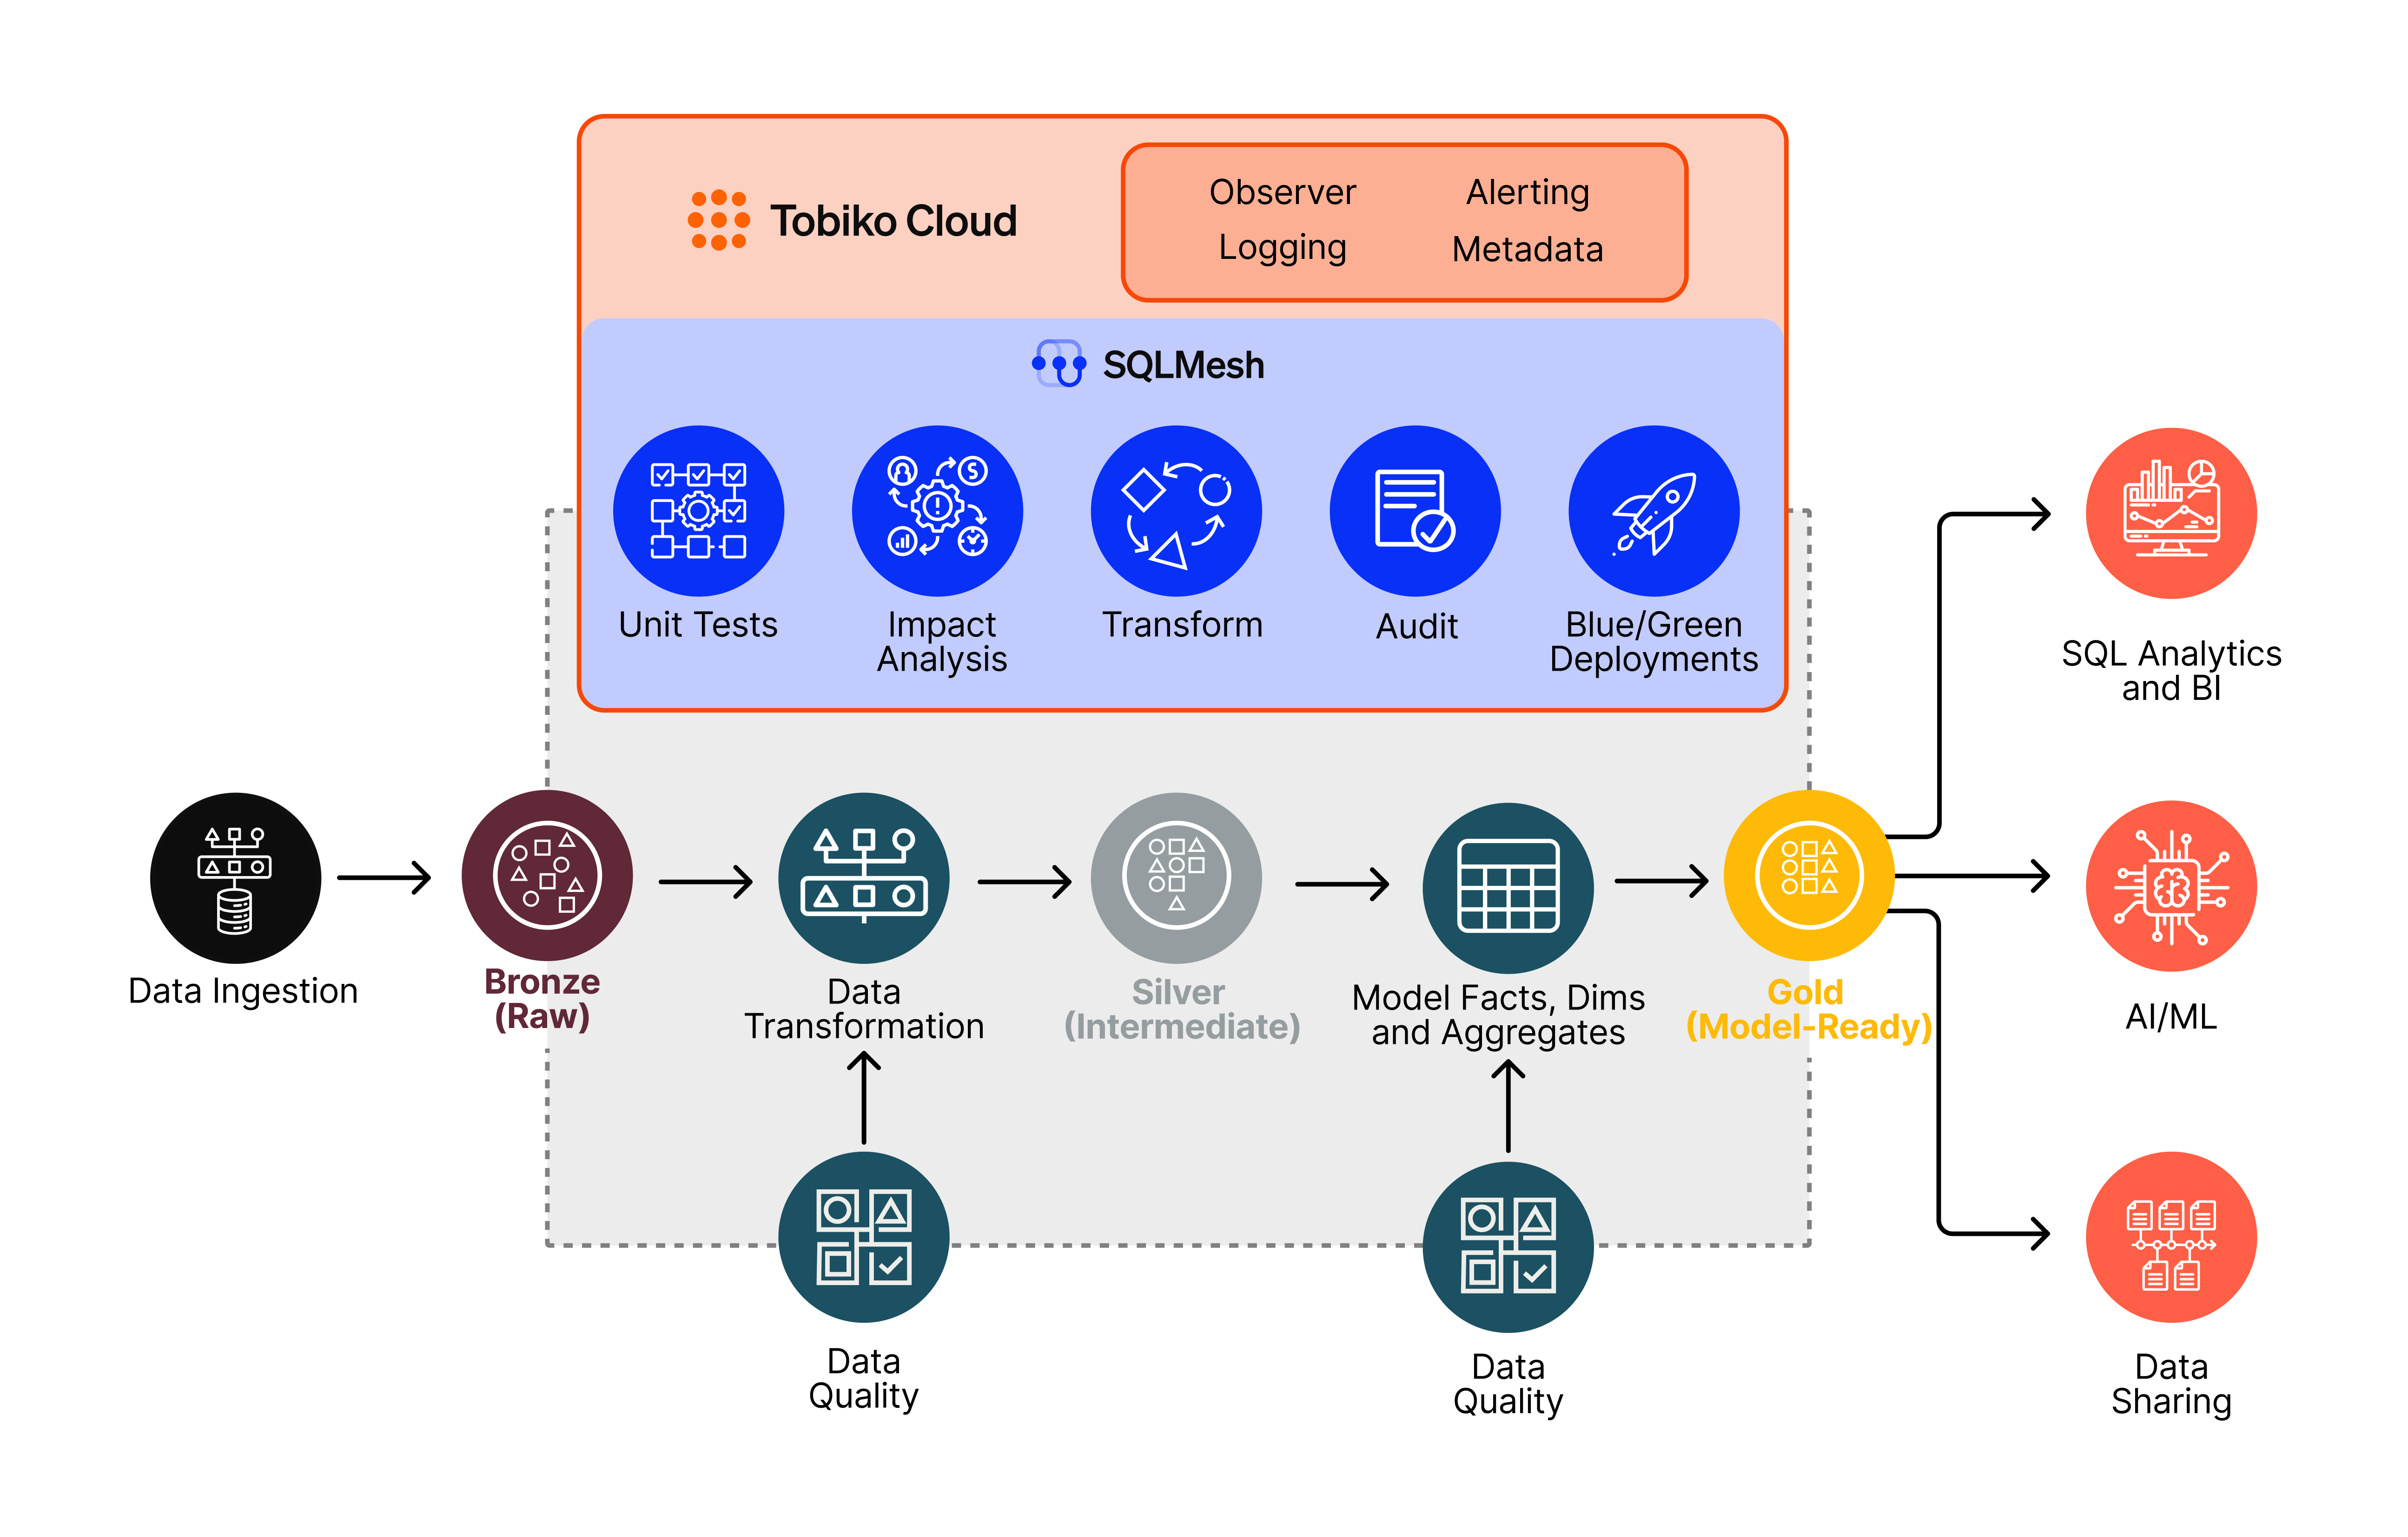 Tobiko Cloud
Observer
Alerting
Logging
Metadata
SQLMesh
Unit Tests
Impact
Analysis
Transform
Audit
Blue/Green
Deployments
SQL Analytics
and BI
Data Ingestion
Bronze
(Raw)
Data
Transformation
Silver
(Intermediate)
Model Facts, Dims
and Aggregates
Gold
(Model-Ready)
AI/ML
Data
Quality
Data
Quality
Data
Sharing